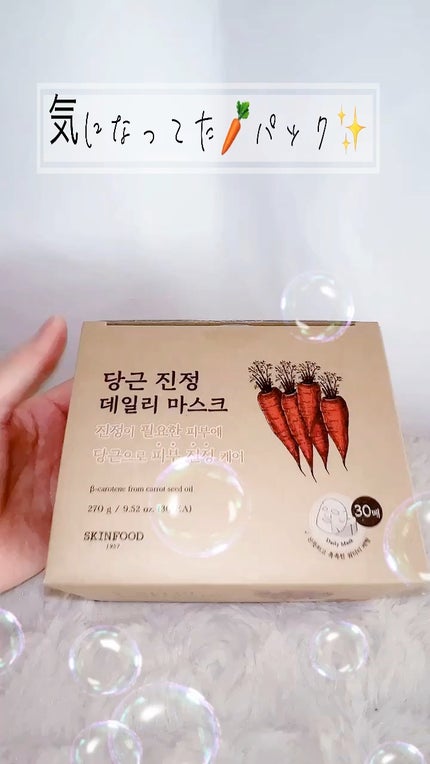 気になってた🥕パック✨
당근 진정
데일리 마스크
진정이 필요한 피부에
당근으로 피부 진정 케어
β-carotene from carrot seed oil
270 g / 9.52 oz. (30EA)
SKINFOOD
1957
30매
Daily Mask